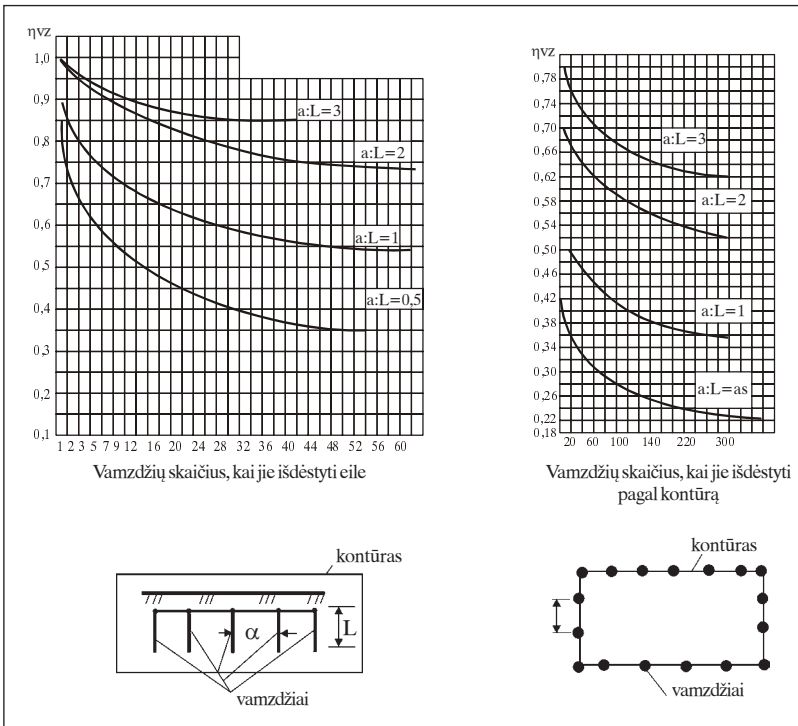 ηvz
1,0
0,9
0,8
0,7
0,6
0,5
0,4
0,3
0,2
0,1
a:L=3
a:L=2
a:L=1
a:L=0,5
1 2 3 5 7 9 12 16 20 24 28 32 36 40 44 48 52 56 60
Vamzdžių skaičius, kai jie išdėstyti eile
ηvz
0,78
0,74
0,70
0,66
0,62
0,58
0,54
0,50
0,46
0,42
0,38
0,34
0,30
0,26
0,22
0,18
a:L=3
a:L=2
a:L=1
a:L=as
20 60 100 140 220 300
Vamzdžių skaičius, kai jie išdėstyti
pagal kontūrą
kontūras
α
L
vamzdžiai
kontūras
vamzdžiai